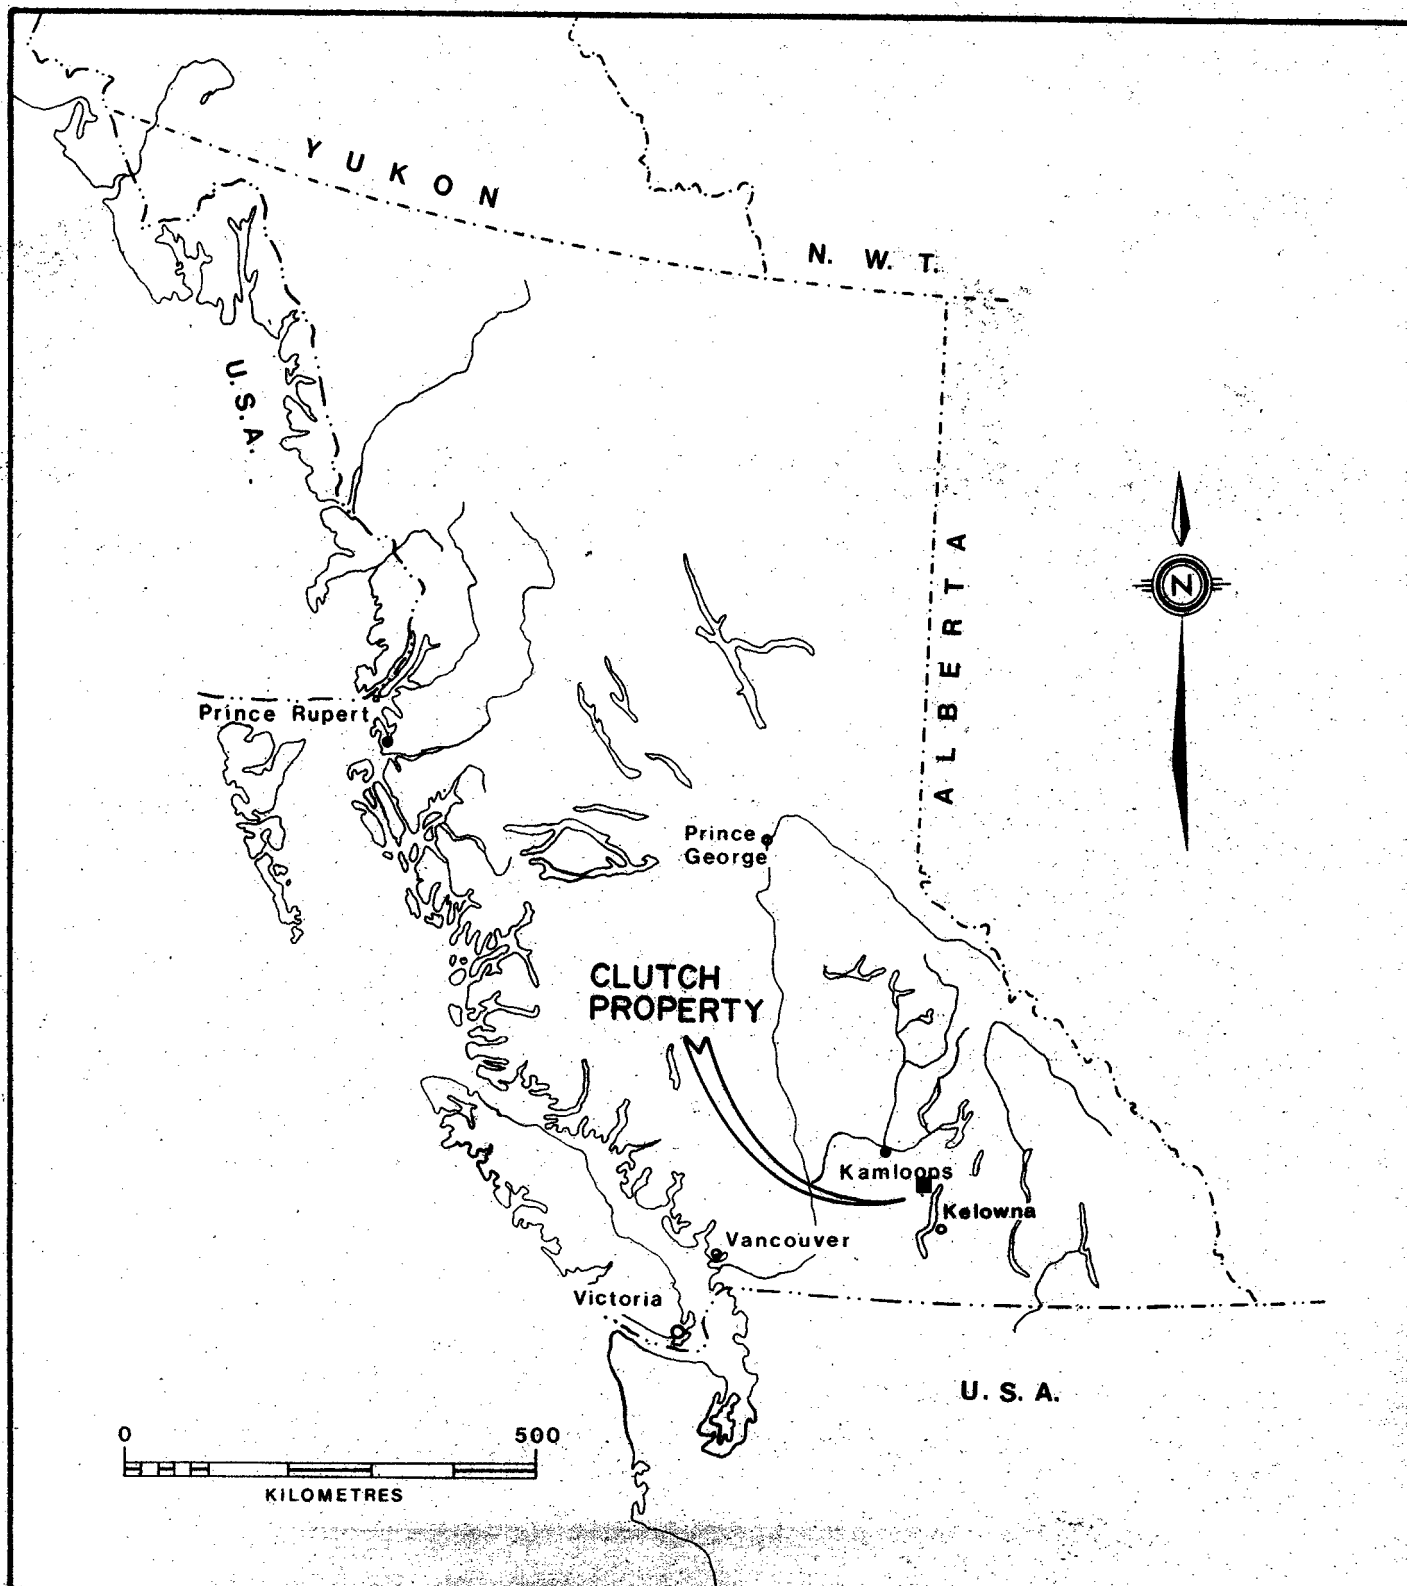 YUKON
N. W. T.
U.S.A.
ALBERTA
N
Prince Rupert
Prince
George
CLUTCH
PROPERTY
Kamloops
Kelowna
Vancouver
Victoria
U. S. A.
0 500
KILOMETRES